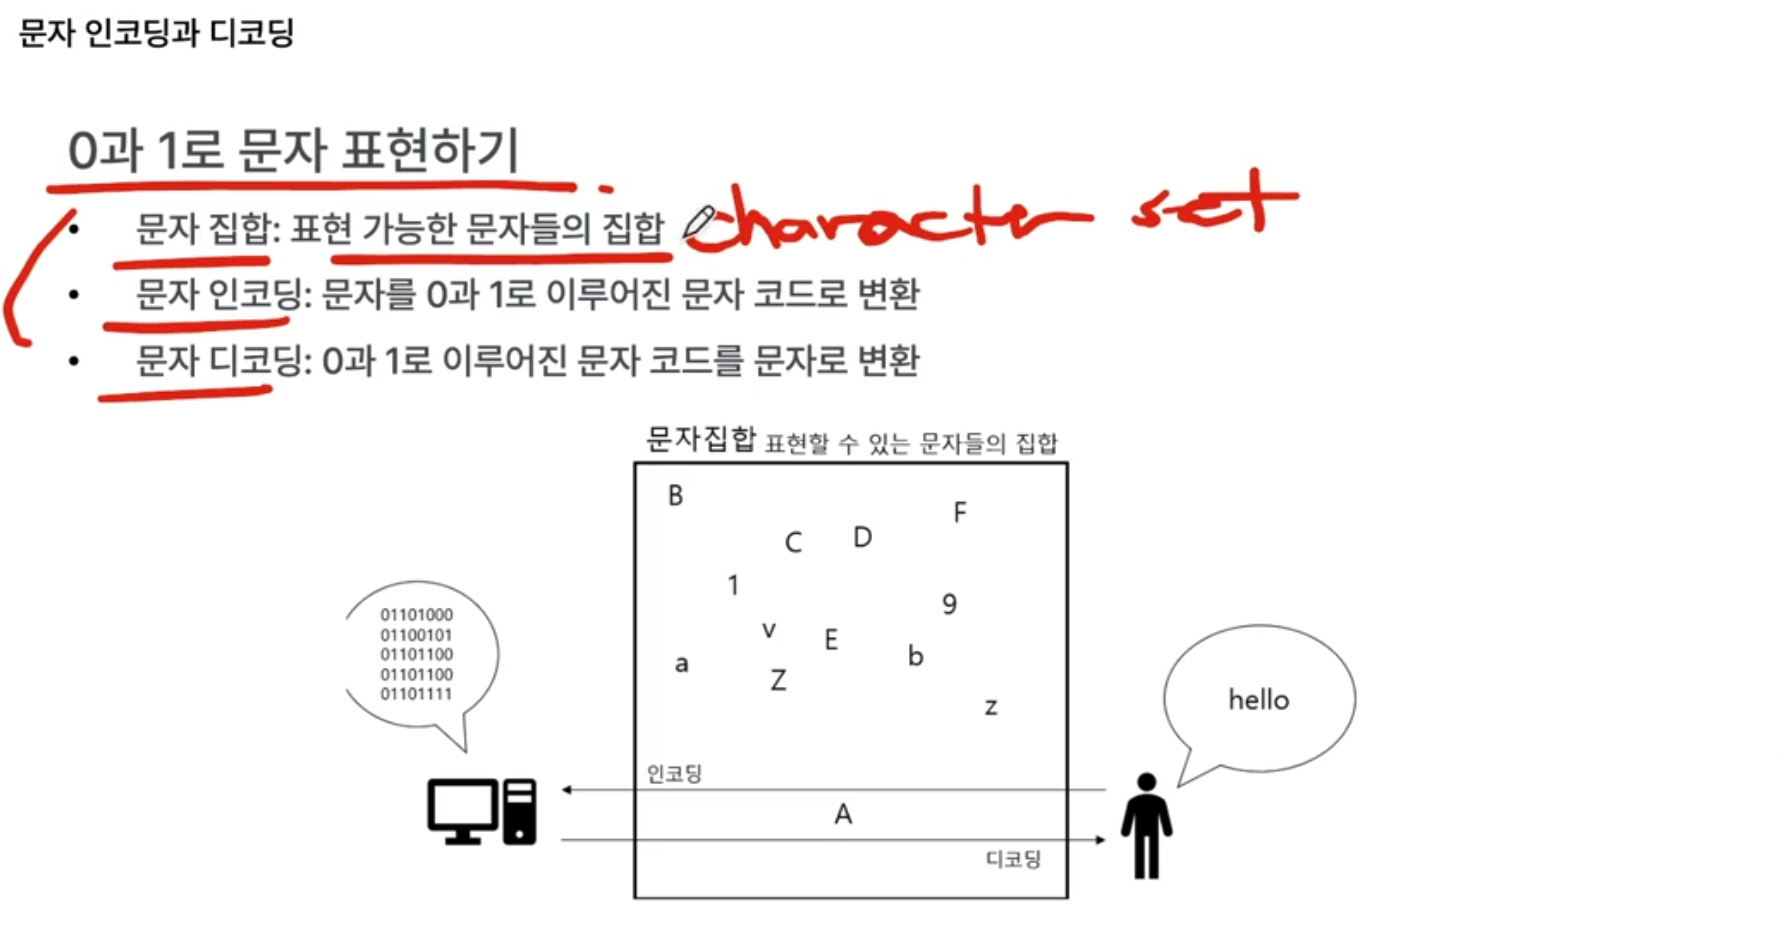 문자 인코딩과 디코딩
0과 1로 문자 표현하기
• 문자 집합: 표현 가능한 문자들의 집합 character set
• 문자 인코딩: 문자를 0과 1로 이루어진 문자 코드로 변환
• 문자 디코딩: 0과 1로 이루어진 문자 코드를 문자로 변환
문자집합 표현할 수 있는 문자들의 집합
B
F
C D
1
9
v E b
a Z
z
01101000
01100101
01101100
01101100
01101111
hello
인코딩
A
디코딩